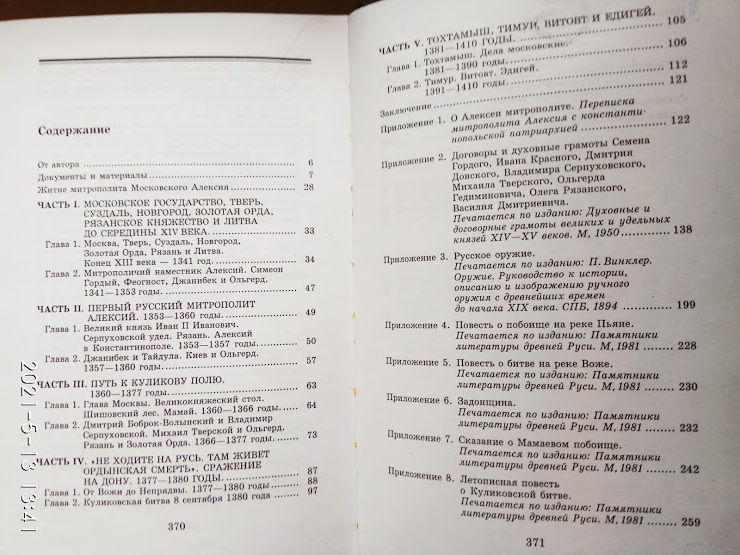 Содержание
От автора 6
Документы и материалы 7
Житие митрополита Московского Алексия 28
ЧАСТЬ I. МОСКОВСКОЕ ГОСУДАРСТВО, ТВЕРЬ,
СУЗДАЛЬ, НОВГОРОД, ЗОЛОТАЯ ОРДА,
РЯЗАНСКОЕ КНЯЖЕСТВО И ЛИТВА
ДО СЕРЕДИНЫ XIV ВЕКА. 33
Глава 1. Москва, Тверь, Суздаль, Новгород,
Золотая Орда, Рязань и Литва.
Конец XIII века — 1341 год. 34
Глава 2. Митрополичий наместник Алексий. Симеон
Гордый, Феогност, Джанибек и Ольгерд.
1341—1353 годы. 47
ЧАСТЬ II. ПЕРВЫЙ РУССКИЙ МИТРОПОЛИТ
АЛЕКСИЙ. 1353—1360 годы. 49
Глава 1. Великий князь Иван II Иванович.
Серпуховской удел. Рязань. Алексий
в Константинополе. 1353—1357 годы. 50
Глава 2. Джанибек и Тайдула. Киев и Ольгерд.
1357—1360 годы. 57
ЧАСТЬ III. ПУТЬ К КУЛИКОВУ ПОЛЮ.
1360—1377 годы. 63
Глава 1. Глава Москвы. Великокняжеский стол.
Шишовский лес. Мамай. 1360—1366 годы. 64
Глава 2. Дмитрий Боброк-Волынский и Владимир
Серпуховской. Михаил Тверской и Ольгерд.
Рязань и Золотая Орда. 1366—1377 годы. 73
ЧАСТЬ IV. «НЕ ХОДИТЕ НА РУСЬ, ТАМ ЖИВЕТ
ОРДЫНСКАЯ СМЕРТЬ». СРАЖЕНИЕ
НА ДОНУ. 1377—1380 ГОДЫ. 87
Глава 1. От Вожи до Непрядвы. 1377—1380 годы 88
Глава 2. Куликовская битва 8 сентября 1380 года 97
370
ЧАСТЬ V. ТОХТАМЫШ, ТИМУИ, ВИТОВТ И ЕДИГЕЙ.
1381—1410 ГОДЫ. 105
Глава 1. Тохтамыш. Дела московские.
1381—1390 годы. 106
Глава 2. Тимур. Витовт. Эдигей.
1391—1410 годы. 112
Заключение 121
Приложение 1. О Алексеи митрополите. Переписка
митрополита Алексия с константи-
нопольской патриархией 122
Приложение 2. Договоры и духовные грамоты Семена
Гордого, Ивана Красного, Дмитрия
Донского, Владимира Серпуховского,
Михаила Тверского, Ольгерда
Гедиминовича, Олега Рязанского,
Василия Дмитриевича.
Печатается по изданию: Духовные и
договорные грамоты великих и удельных
князей XIV—XV веков. М, 1950 138
Приложение 3. Русское оружие.
Печатается по изданию: П. Винклер.
Оружие. Руководство к истории,
описанию и изображению ручного
оружия с древнейших времен
до начала XIX века. СПБ, 1894 199
Приложение 4. Повесть о побоище на реке Пьяне.
Печатается по изданию: Памятники
литературы древней Руси. М,1981 228
Приложение 5. Повесть о битве на реке Воже.
Печатается по изданию: Памятники
литературы древней Руси. М,1981 230
Приложение 6. Задонщина.
Печатается по изданию: Памятники
литературы древней Руси. М,1981 232
Приложение 7. Сказание о Мамаевом побоище.
Печатается по изданию: Памятники
литературы древней Руси. М,1981 242
Приложение 8. Летописная повесть
о Куликовской битве.
Печатается по изданию: Памятники
литературы древней Руси. М,1981 259
371
2021-5-13 13:41